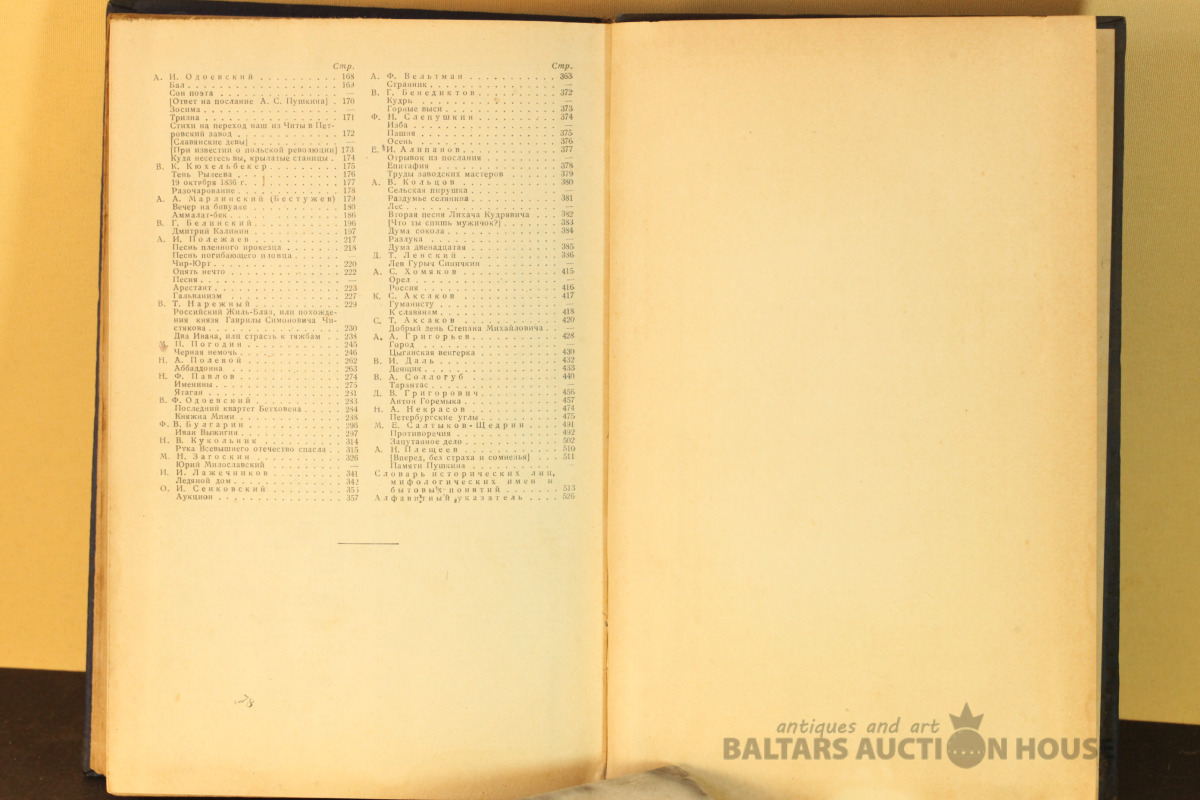 Стр.
А. И. Одоевский . . . . . . . . . . 168
Бал . . . . . . . . . . . . . . . . 169
Сон поэта . . . . . . . . . . . . . —
[Ответ на послание А. С. Пушкина] . 170
Зосима . . . . . . . . . . . . . . —
Тризна . . . . . . . . . . . . . . 171
Стихи на переход наш из Читы в Пет-
ровский завод . . . . . . . . . . . 172
[Славянские девы] . . . . . . . . . —
[При известии о польской революции] 173
Куда несетесь вы, крылатые станицы . 174
В. К. Кюхельбекер . . . . . . . . . 175
Тень Рылеева . . . . . . . . . . . 176
19 октября 1836 г. . . . . . . . . 177
Разочарование . . . . . . . . . . . 178
А. А. Марлинский (Бестужев) 179
Вечер на бивуаке . . . . . . . . . 180
Аммалат-бек . . . . . . . . . . . . 186
В. Г. Белинский . . . . . . . . . . 196
Дмитрий Калинин . . . . . . . . . . 197
А. И. Полежаев . . . . . . . . . . 217
Песнь пленного ирокезца . . . . . . 218
Песнь погибающего пловца . . . . . —
Чир-Юрт . . . . . . . . . . . . . . 220
Опять нечто . . . . . . . . . . . . 222
Песня . . . . . . . . . . . . . . . —
Арестант . . . . . . . . . . . . . 223
Гальванизм . . . . . . . . . . . . 227
В. Т. Нарежный . . . . . . . . . . 229
Российский Жиль-Блаз, или похожде-
ния князя Гаврилы Симоновича Чи-
стякова . . . . . . . . . . . . . . 230
Два Ивана, или страсть к тяжбам . . 238
М. П. Погодин . . . . . . . . . . . 245
Черная немочь . . . . . . . . . . . 246
Н. А. Полевой . . . . . . . . . . . 262
Аббаддонна . . . . . . . . . . . . 263
Н. Ф. Павлов . . . . . . . . . . . 274
Именины . . . . . . . . . . . . . . 275
Ятаган . . . . . . . . . . . . . . 281
В. Ф. Одоевский . . . . . . . . . . 283
Последний квартет Бетховена . . . . 284
Княжна Мими . . . . . . . . . . . . 288
Ф. В. Булгарин . . . . . . . . . . 296
Иван Выжигин . . . . . . . . . . . 297
Н. В. Кукольник . . . . . . . . . . 314
Рука Всевышнего отечество спасла . 315
М. Н. Загоскин . . . . . . . . . . 326
Юрий Милославский . . . . . . . . . —
И. И. Лажечников . . . . . . . . . 341
Ледяной дом . . . . . . . . . . . . 342
О. И. Сенковский . . . . . . . . . 355
Аукцион . . . . . . . . . . . . . . 357
Стр.
А. Ф. Вельтман . . . . . . . . . . 363
Странник . . . . . . . . . . . . . —
В. Г. Бенедиктов . . . . . . . . . 372
Кудри . . . . . . . . . . . . . . . —
Горные выси . . . . . . . . . . . . 373
Ф. Н. Слепушкин . . . . . . . . . . 374
Изба . . . . . . . . . . . . . . . —
Пашня . . . . . . . . . . . . . . . 375
Осень . . . . . . . . . . . . . . . 376
Е. И. Алипанов . . . . . . . . . . 377
Отрывок из послания . . . . . . . . —
Епитафия . . . . . . . . . . . . . 378
Труды заводских мастеров . . . . . 379
А. В. Кольцов . . . . . . . . . . . 380
Сельская пирушка . . . . . . . . . —
Раздумье селянина . . . . . . . . . 381
Лес . . . . . . . . . . . . . . . . —
Вторая песня Лихача Кудрявича . . . 382
[Что ты спишь мужичок?] . . . . . . 383
Дума сокола . . . . . . . . . . . . 384
Разлука . . . . . . . . . . . . . . —
Дума двенадцатая . . . . . . . . . 385
Д. Т. Ленский . . . . . . . . . . . 386
Лев Гурыч Синичкин . . . . . . . . —
А. С. Хомяков . . . . . . . . . . . 415
Орел . . . . . . . . . . . . . . . —
Россия . . . . . . . . . . . . . . 416
К. С. Аксаков . . . . . . . . . . . 417
Гуманисту . . . . . . . . . . . . . —
К славянам . . . . . . . . . . . . 418
С. Т. Аксаков . . . . . . . . . . . 420
Добрый день Степана Михайловича . . —
А. А. Григорьев . . . . . . . . . . 428
Город . . . . . . . . . . . . . . . —
Цыганская венгерка . . . . . . . . 430
В. И. Даль . . . . . . . . . . . . 432
Денщик . . . . . . . . . . . . . . 433
В. А. Соллогуб . . . . . . . . . . 440
Тарантас . . . . . . . . . . . . . —
Д. В. Григорович . . . . . . . . . 456
Антон Горемыка . . . . . . . . . . 457
Н. А. Некрасов . . . . . . . . . . 474
Петербургские углы . . . . . . . . 475
М. Е. Салтыков-Щедрин . . . . 491
Противоречия . . . . . . . . . . . 492
Запутанное дело . . . . . . . . . . 502
А. Н. Плещеев . . . . . . . . . . . 510
[Вперед, без страха и сомненья] . . 511
Памяти Пушкина . . . . . . . . . .
Словарь исторических лиц,
мифологических имен и
бытовых понятий . . . . . . . . . . 513
Алфавитный указатель . . . . 526
antiques and art
BALTARS AUCTION HOUSE